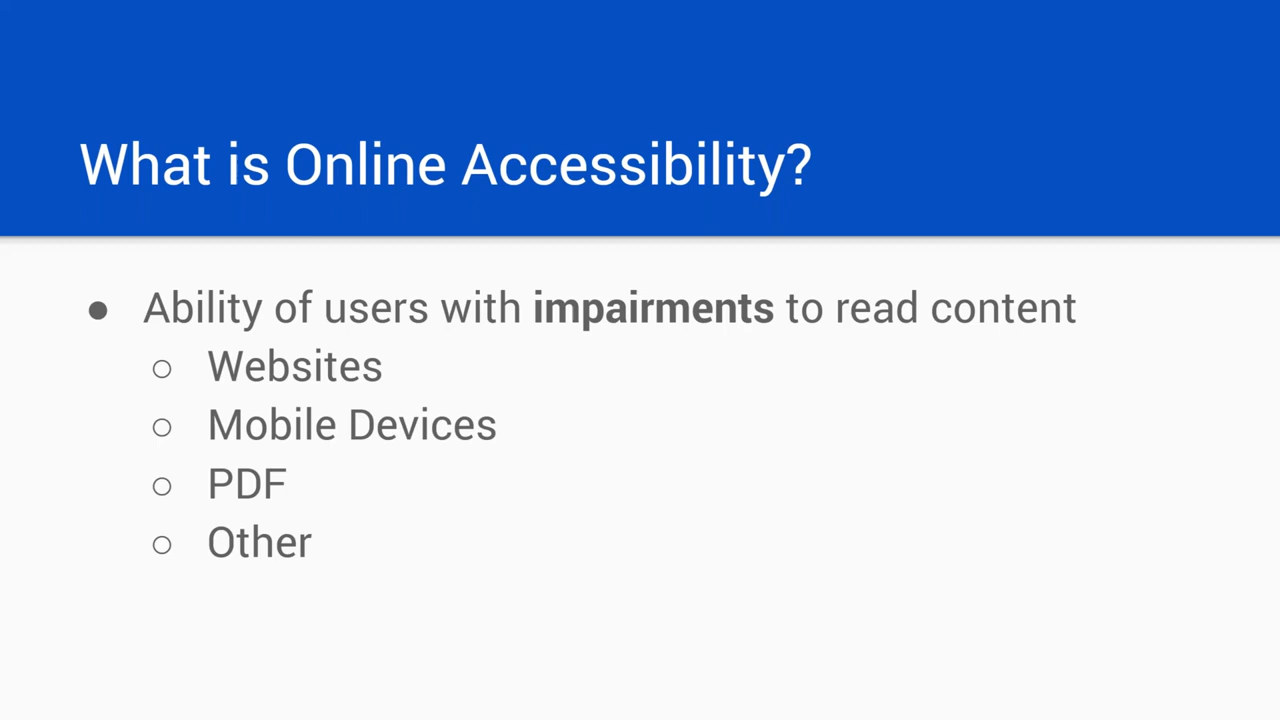 What is Online Accessibility?
● Ability of users with impairments to read content
○ Websites
○ Mobile Devices
○ PDF
○ Other